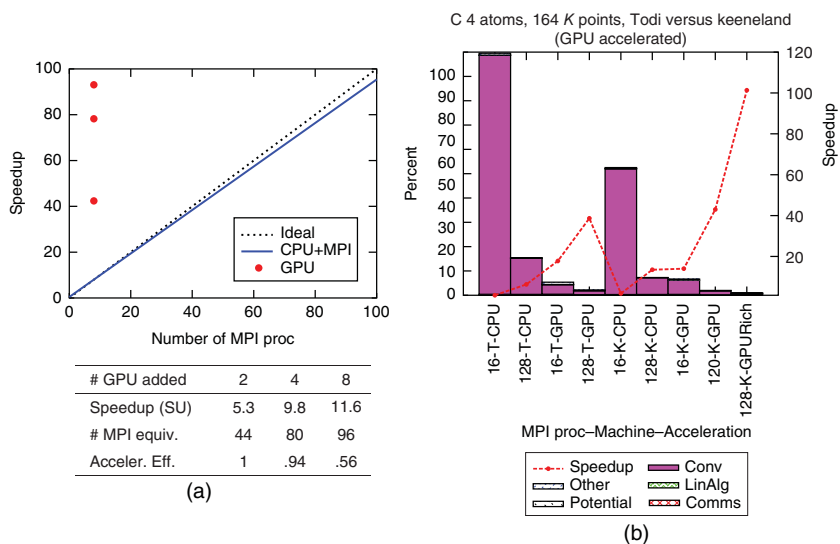 100
80
60
40
20
0
Speedup
Ideal
CPU+MPI
GPU
0 20 40 60 80 100
Number of MPI proc
# GPU added 2 4 8
Speedup (SU) 5.3 9.8 11.6
# MPI equiv. 44 80 96
Acceler. Eff. 1 .94 .56
(a)
C 4 atoms, 164 K points, Todi versus keeneland
(GPU accelerated)
100
90
80
70
60
50
40
30
20
10
0
Percent
120
100
80
60
40
20
Speedup
16-T-CPU
128-T-CPU
16-T-GPU
128-T-GPU
16-K-CPU
128-K-CPU
16-K-GPU
120-K-GPU
128-K-GPURich
MPI proc–Machine–Acceleration
Speedup Conv
Other LinAlg
Potential Comms
(b)